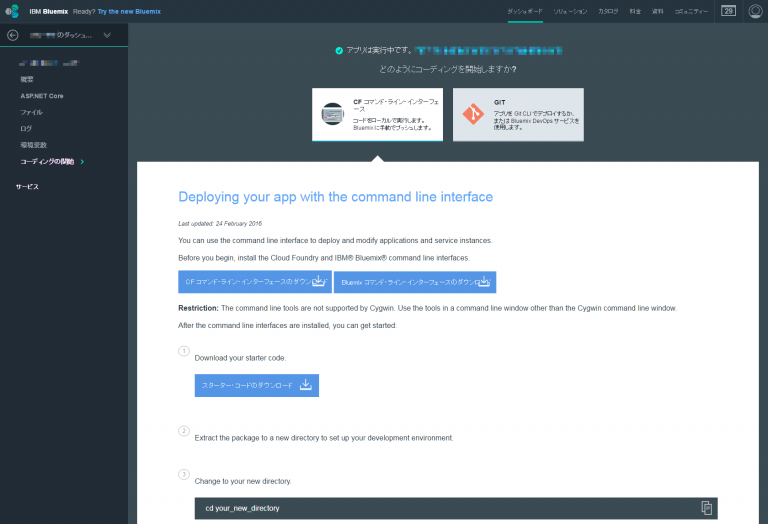 IBM Bluemix Ready? Try the new Bluemix
ダッシュボード ソリューション カタログ 料金 資料 コミュニティー 29
のダッシュ...
概要
ASP.NET Core
ファイル
ログ
環境変数
コーディングの開始
サービス
アプリは実行中です。
どのようにコーディングを開始しますか?
CF コマンド・ライン・インターフェ
ース
コードをローカルで実行します。
Bluemix に手動でプッシュします。
GIT
アプリを Git CLI でデプロイするか、
または Bluemix DevOps サービスを
使用します。
Deploying your app with the command line interface
Last updated: 24 February 2016
You can use the command line interface to deploy and modify applications and service instances.
Before you begin, install the Cloud Foundry and IBM® Bluemix® command line interfaces.
CF コマンド・ライン・インターフェースのダウンロード
Bluemix コマンド・ライン・インターフェースのダウンロード
Restriction: The command line tools are not supported by Cygwin. Use the tools in a command line window other than the Cygwin command line window.
After the command line interfaces are installed, you can get started:
1 Download your starter code.
スターター・コードのダウンロード
2 Extract the package to a new directory to set up your development environment.
3 Change to your new directory.
cd your_new_directory